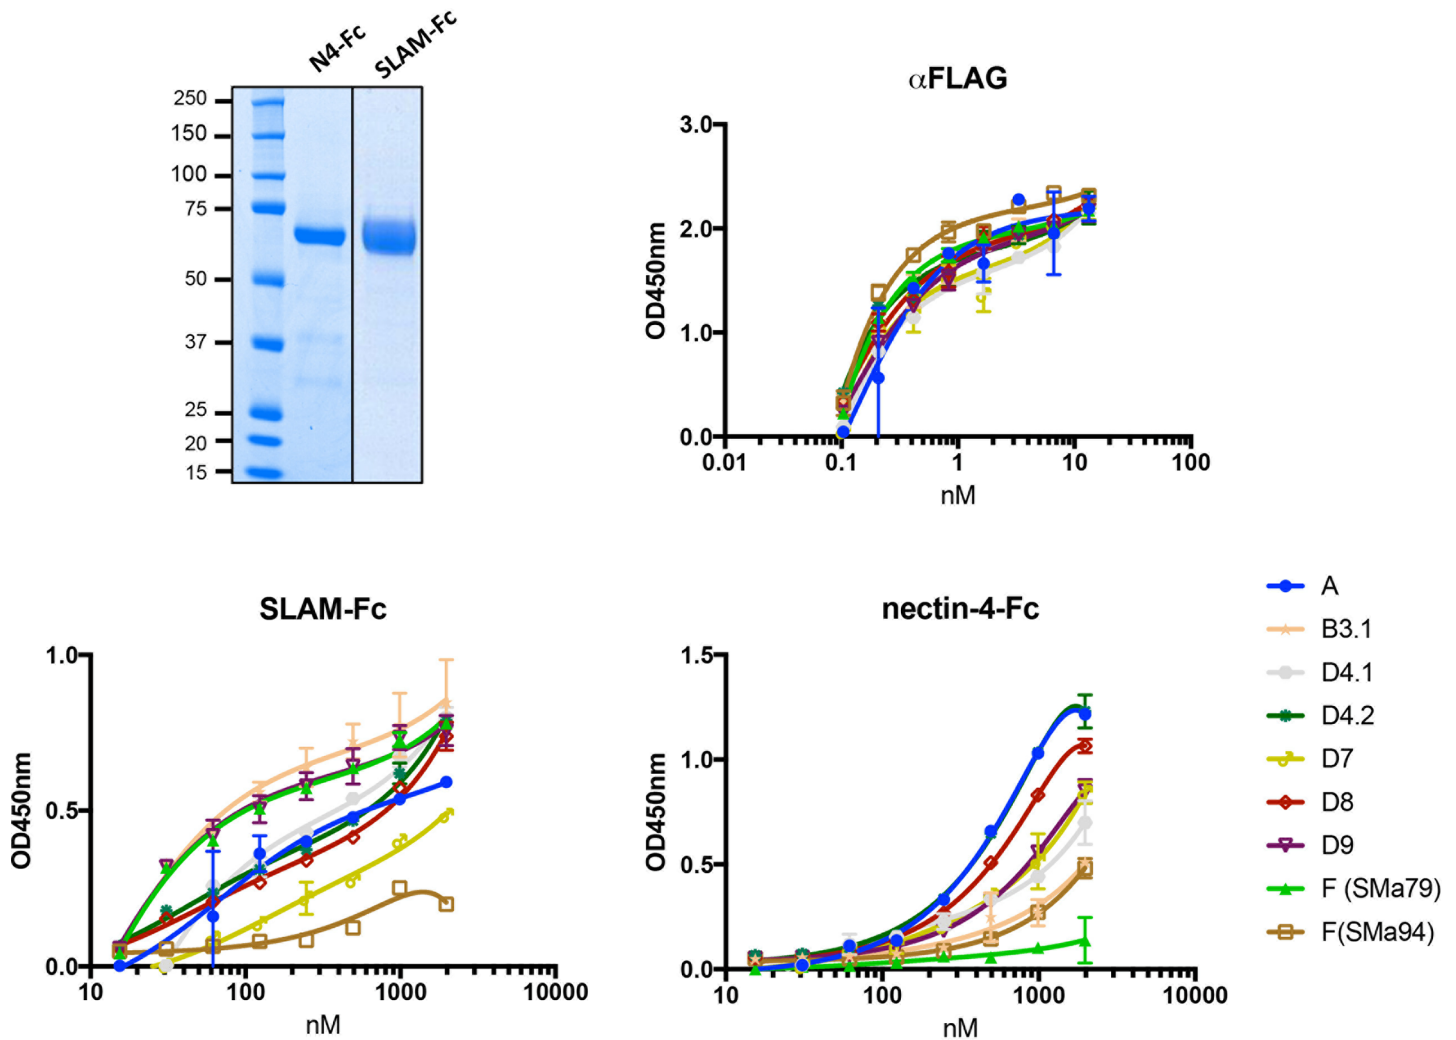 N4-Fc
SLAM-Fc
250
150
100
75
50
37
25
20
15
αFLAG
OD450nm
3.0
2.0
1.0
0.0
0.01 0.1 1 10 100
nM
SLAM-Fc
OD450nm
1.0
0.5
0.0
10 100 1000 10000
nM
nectin-4-Fc
OD450nm
1.5
1.0
0.5
0.0
10 100 1000 10000
nM
A
B3.1
D4.1
D4.2
D7
D8
D9
F (SMa79)
F(SMa94)